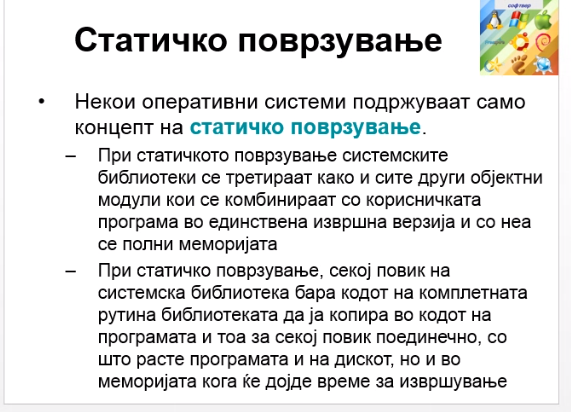 софтвер
Статичко поврзување
• Некои оперативни системи подржуваат само
концепт на статичко поврзување.
– При статичкото поврзување системските
библиотеки се третираат како и сите други објектни
модули кои се комбинираат со корисничката
програма во единствена извршна верзија и со неа
се полни меморијата
– При статичко поврзување, секој повик на
системска библиотека бара кодот на комплетната
рутина библиотеката да ја копира во кодот на
програмата и тоа за секој повик поединечно, со
што расте програмата и на дискот, но и во
меморијата кога ќе дојде време за извршување